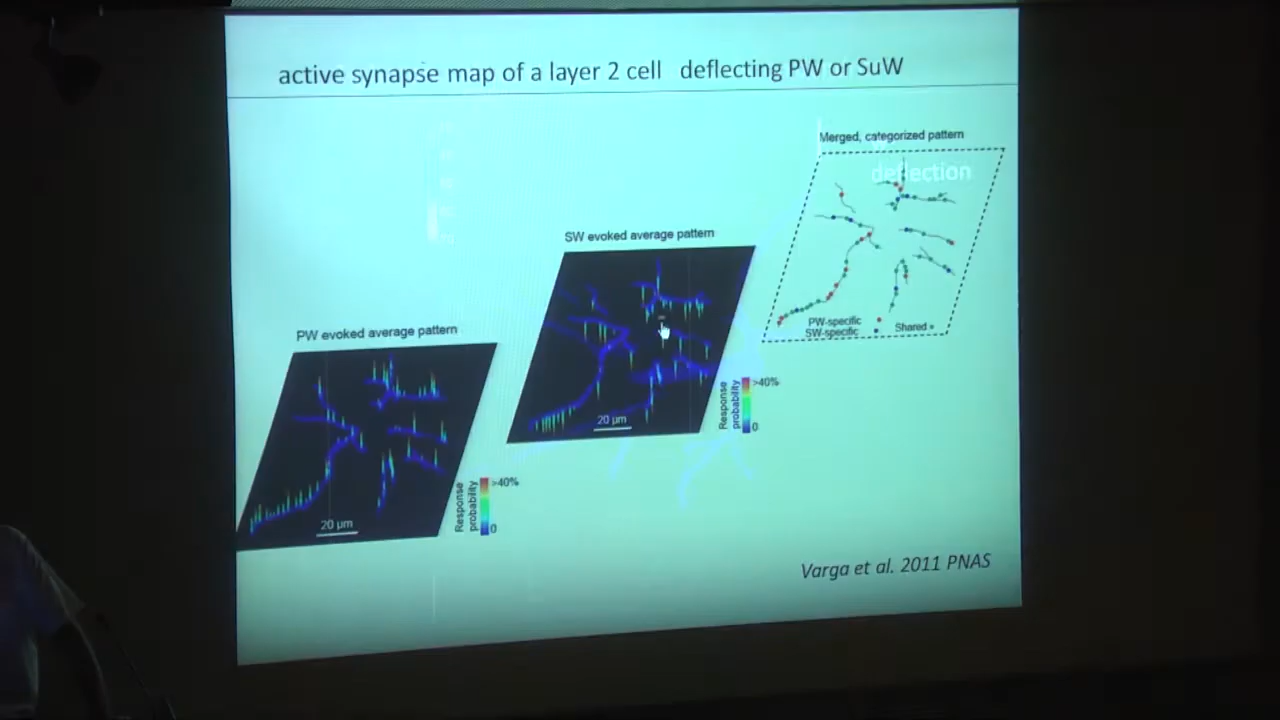 active synapse map of a layer 2 cell deflecting PW or SuW
Merged, categorized pattern
deflection
PW-specific
SW-specific
Shared
SW evoked average pattern
20 µm
Response
probability
>40%
0
PW evoked average pattern
20 µm
Response
probability
>40%
0
Varga et al. 2011 PNAS